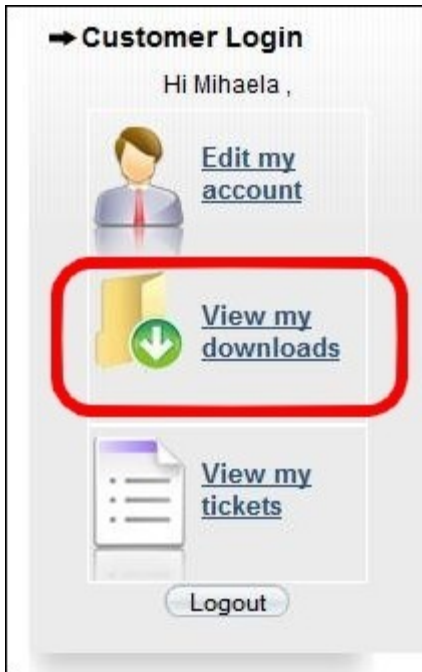 Customer Login
Hi Mihaela ,
Edit my
account
View my
downloads
View my
tickets
Logout